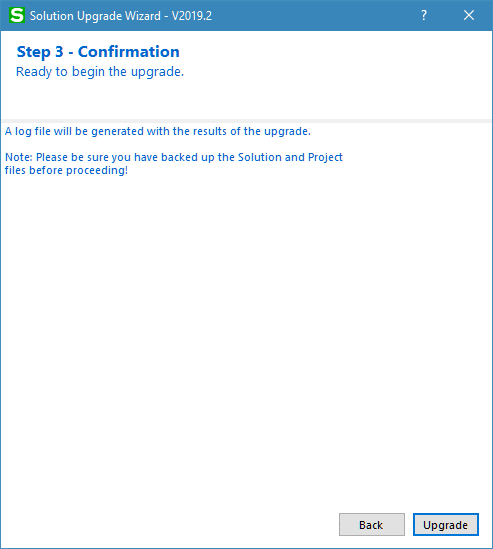 S Solution Upgrade Wizard - V2019.2 ?
Step 3 - Confirmation
Ready to begin the upgrade.
A log file will be generated with the results of the upgrade.
Note: Please be sure you have backed up the Solution and Project
files before proceeding!
Back Upgrade